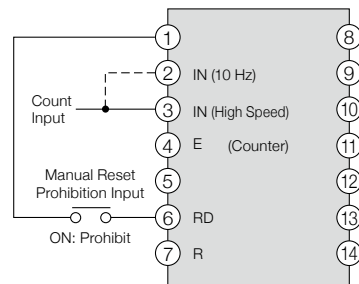 1
8
2 IN (10 Hz)
9
Count
Input
3 IN (High Speed)
10
4 E (Counter)
11
Manual Reset
Prohibition Input
5
12
6 RD
13
ON: Prohibit
7 R
14